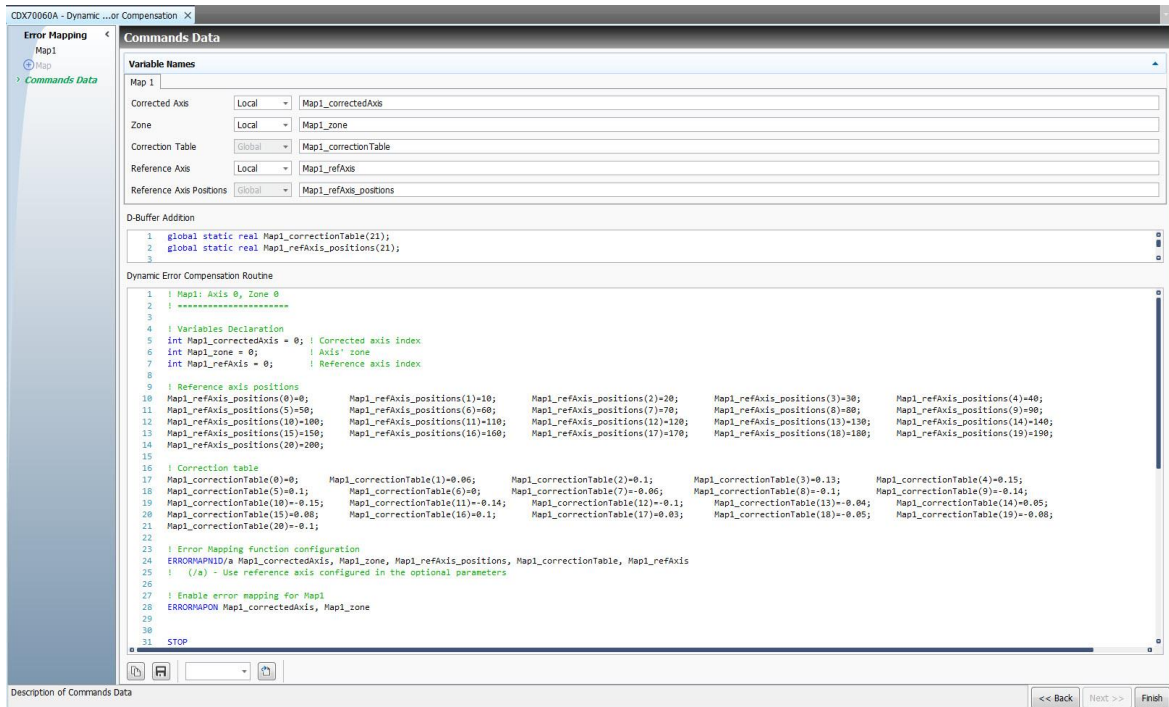 CDX70060A - Dynamic ...or Compensation ×
Error Mapping <
Map1
Map
Commands Data
Commands Data
Variable Names
Map 1
Corrected Axis Local Map1_correctedAxis
Zone Local Map1_zone
Correction Table Global Map1_correctionTable
Reference Axis Local Map1_refAxis
Reference Axis Positions Global Map1_refAxis_positions
D-Buffer Addition
1 global static real Map1_correctionTable(21);
2 global static real Map1_refAxis_positions(21);
3
Dynamic Error Compensation Routine
1 ! Map1: Axis 0, Zone 0
2 ! ======================
3
4 ! Variables Declaration
5 int Map1_correctedAxis = 0; ! Corrected axis index
6 int Map1_zone = 0; ! Axis' zone
7 int Map1_refAxis = 0; ! Reference axis index
8
9 ! Reference axis positions
10 Map1_refAxis_positions(0)=0; Map1_refAxis_positions(1)=10; Map1_refAxis_positions(2)=20; Map1_refAxis_positions(3)=30; Map1_refAxis_positions(4)=40;
11 Map1_refAxis_positions(5)=50; Map1_refAxis_positions(6)=60; Map1_refAxis_positions(7)=70; Map1_refAxis_positions(8)=80; Map1_refAxis_positions(9)=90;
12 Map1_refAxis_positions(10)=100; Map1_refAxis_positions(11)=110; Map1_refAxis_positions(12)=120; Map1_refAxis_positions(13)=130; Map1_refAxis_positions(14)=140;
13 Map1_refAxis_positions(15)=150; Map1_refAxis_positions(16)=160; Map1_refAxis_positions(17)=170; Map1_refAxis_positions(18)=180; Map1_refAxis_positions(19)=190;
14 Map1_refAxis_positions(20)=200;
15
16 ! Correction table
17 Map1_correctionTable(0)=0; Map1_correctionTable(1)=0.06; Map1_correctionTable(2)=0.1; Map1_correctionTable(3)=0.13; Map1_correctionTable(4)=0.15;
18 Map1_correctionTable(5)=0.1; Map1_correctionTable(6)=0; Map1_correctionTable(7)=-0.06; Map1_correctionTable(8)=-0.1; Map1_correctionTable(9)=-0.14;
19 Map1_correctionTable(10)=-0.15; Map1_correctionTable(11)=-0.14; Map1_correctionTable(12)=-0.1; Map1_correctionTable(13)=-0.04; Map1_correctionTable(14)=0.05;
20 Map1_correctionTable(15)=0.08; Map1_correctionTable(16)=0.1; Map1_correctionTable(17)=0.03; Map1_correctionTable(18)=-0.05; Map1_correctionTable(19)=-0.08;
21 Map1_correctionTable(20)=-0.1;
22
23 ! Error Mapping function configuration
24 ERRORMAPN1D/a Map1_correctedAxis, Map1_zone, Map1_refAxis_positions, Map1_correctionTable, Map1_refAxis
25 ! (/a) - Use reference axis configured in the optional parameters
26
27 ! Enable error mapping for Map1
28 ERRORMAPON Map1_correctedAxis, Map1_zone
29
30
31 STOP
Description of Commands Data
<< Back Next >> Finish